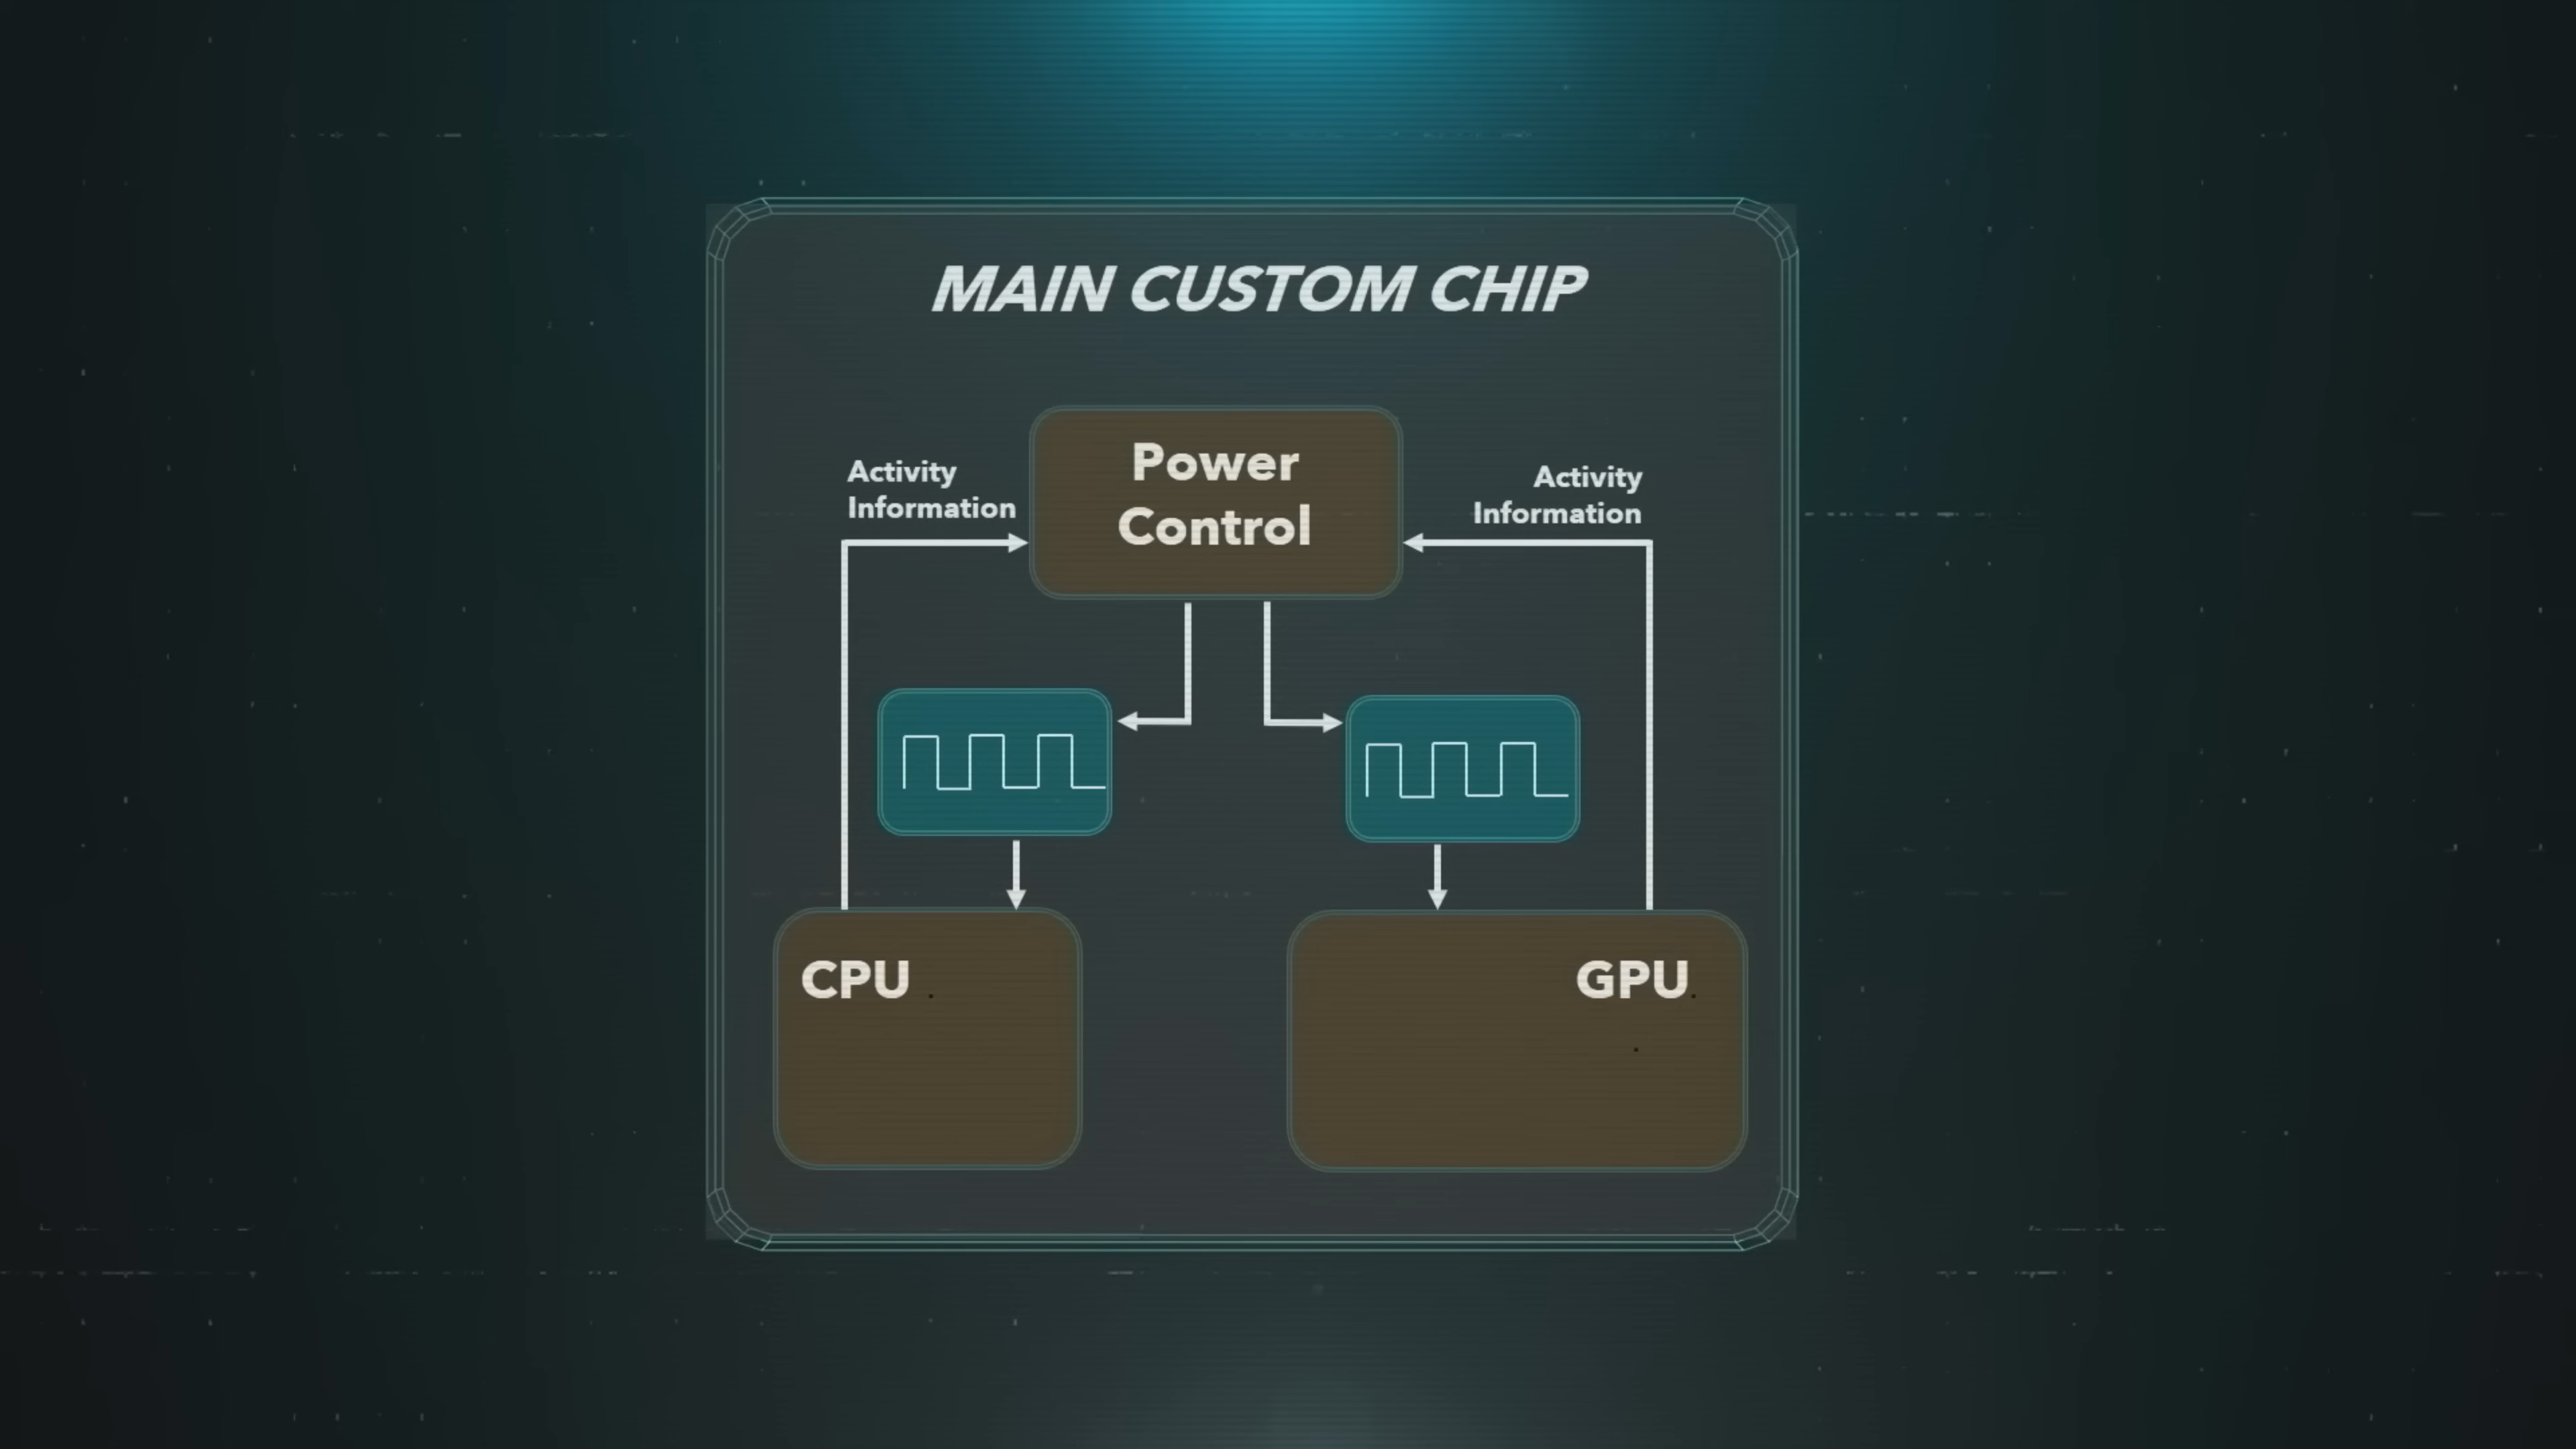 MAIN CUSTOM CHIP
Power
Control
Activity
Information
Activity
Information
CPU
GPU